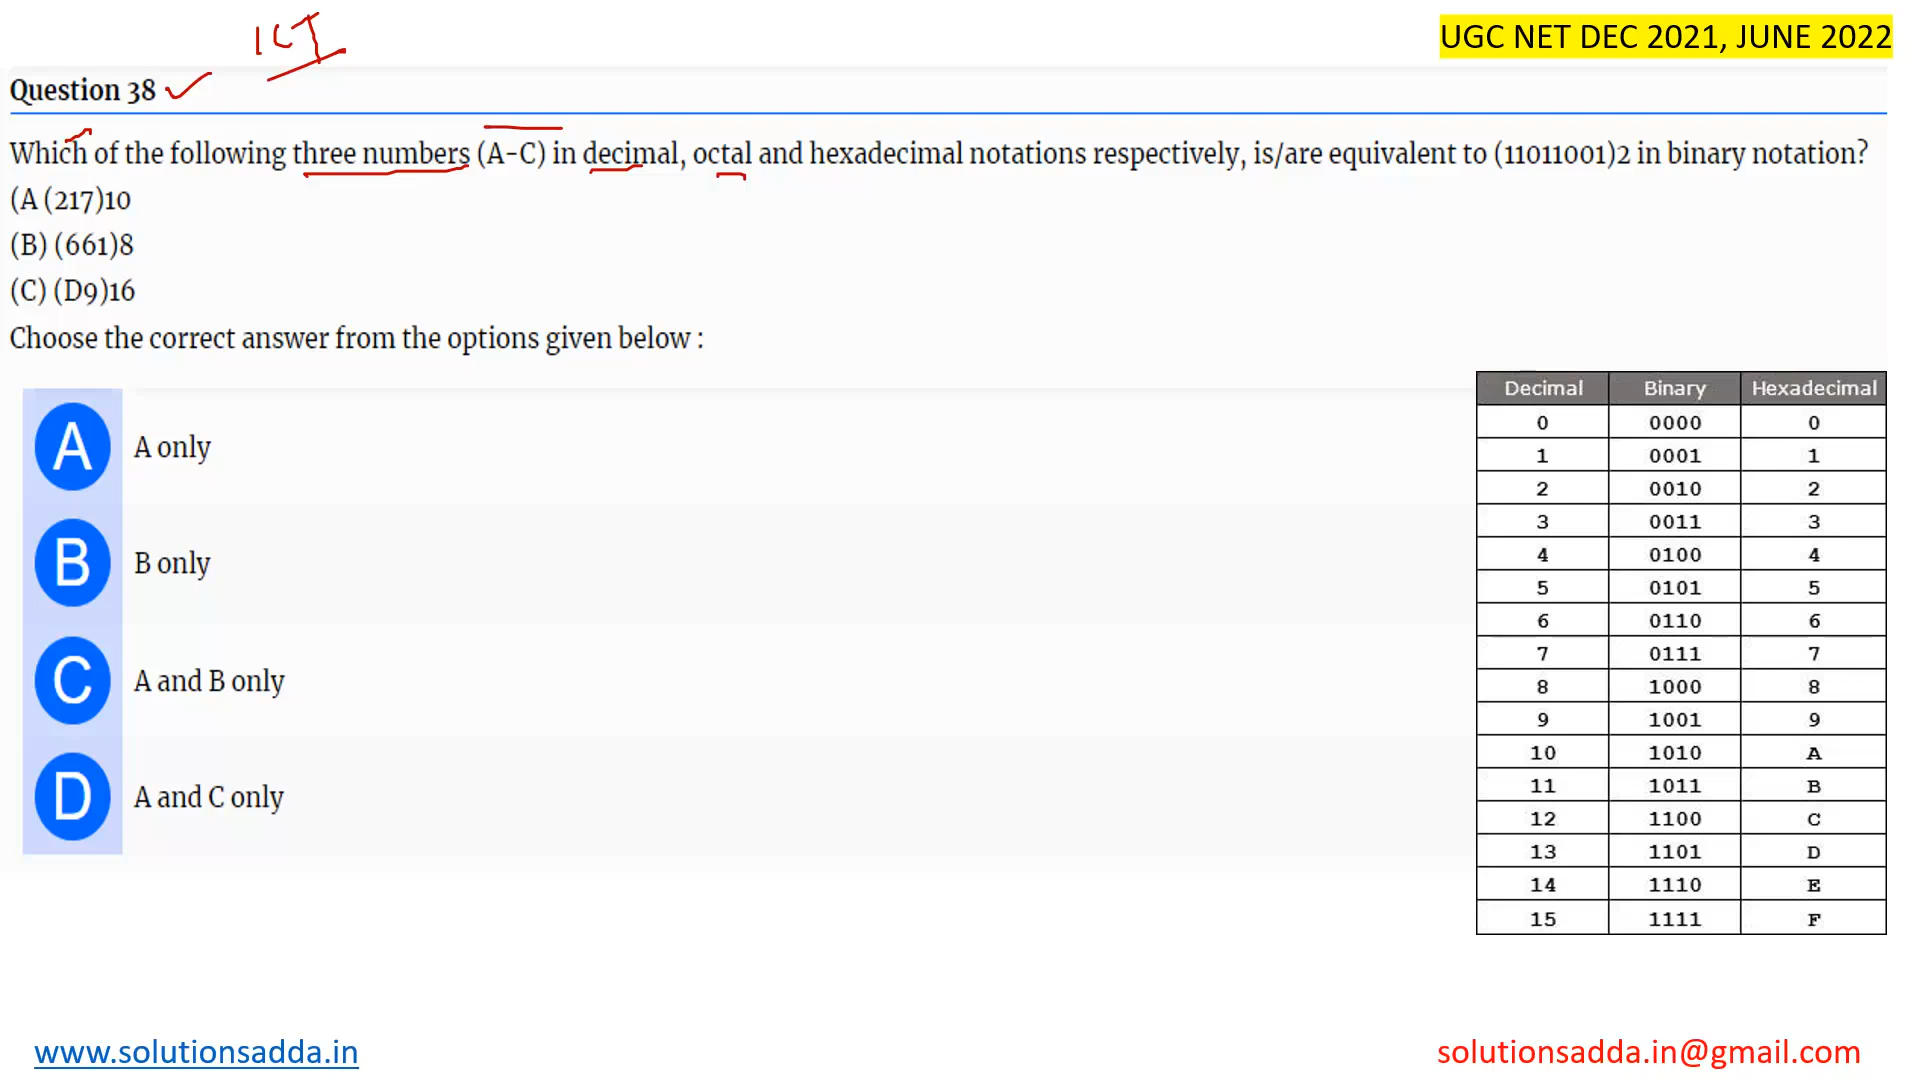 ICT
UGC NET DEC 2021, JUNE 2022
Question 38
Which of the following three numbers (A-C) in decimal, octal and hexadecimal notations respectively, is/are equivalent to (11011001)2 in binary notation?
(A (217)10
(B) (661)8
(C) (D9)16
Choose the correct answer from the options given below :
A A only
B B only
C A and B only
D A and C only
Decimal Binary Hexadecimal
0 0000 0
1 0001 1
2 0010 2
3 0011 3
4 0100 4
5 0101 5
6 0110 6
7 0111 7
8 1000 8
9 1001 9
10 1010 A
11 1011 B
12 1100 C
13 1101 D
14 1110 E
15 1111 F
www.solutionsadda.in
solutionsadda.in@gmail.com